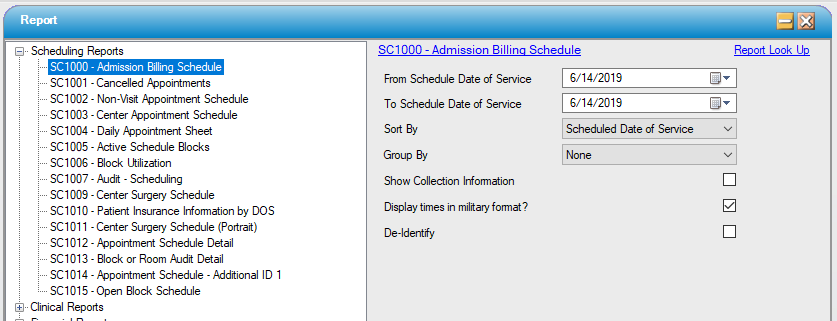 Report
Scheduling Reports
SC1000 - Admission Billing Schedule
SC1001 - Cancelled Appointments
SC1002 - Non-Visit Appointment Schedule
SC1003 - Center Appointment Schedule
SC1004 - Daily Appointment Sheet
SC1005 - Active Schedule Blocks
SC1006 - Block Utilization
SC1007 - Audit - Scheduling
SC1009 - Center Surgery Schedule
SC1010 - Patient Insurance Information by DOS
SC1011 - Center Surgery Schedule (Portrait)
SC1012 - Appointment Schedule Detail
SC1013 - Block or Room Audit Detail
SC1014 - Appointment Schedule - Additional ID 1
SC1015 - Open Block Schedule
Clinical Reports
SC1000 - Admission Billing Schedule
Report Look Up
From Schedule Date of Service 6/14/2019
To Schedule Date of Service 6/14/2019
Sort By Scheduled Date of Service
Group By None
Show Collection Information
Display times in military format?
De-Identify